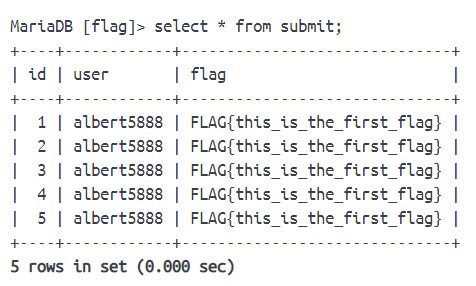 MariaDB [flag]> select * from submit;
+----+------------+----------------------------+
| id | user       | flag                       |
+----+------------+----------------------------+
|  1 | albert5888 | FLAG{this_is_the_first_flag} |
|  2 | albert5888 | FLAG{this_is_the_first_flag} |
|  3 | albert5888 | FLAG{this_is_the_first_flag} |
|  4 | albert5888 | FLAG{this_is_the_first_flag} |
|  5 | albert5888 | FLAG{this_is_the_first_flag} |
+----+------------+----------------------------+
5 rows in set (0.000 sec)